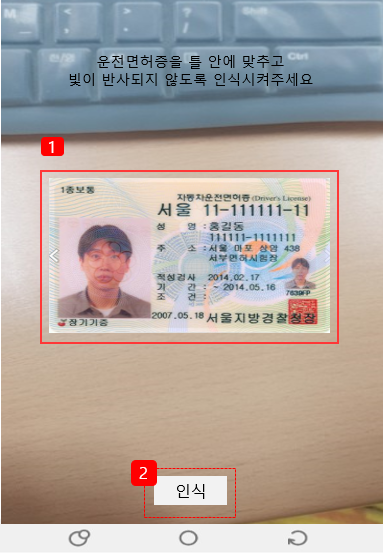 Ctrl
운전면허증을 틀 안에 맞추고
빛이 반사되지 않도록 인식시켜주세요
1
1종보통
자동차운전면허증 (Driver's License)
서울 11-111111-11
성 명 : 홍길동
111111-1111111
주 소 : 서울 마포 상암 438
서부면허시험장
적성검사 2014.02.17
기 간 : ~ 2014.05.16
조 건 :
7639FP
2007.05.18 서울지방경찰청장
장기기증
2
인식